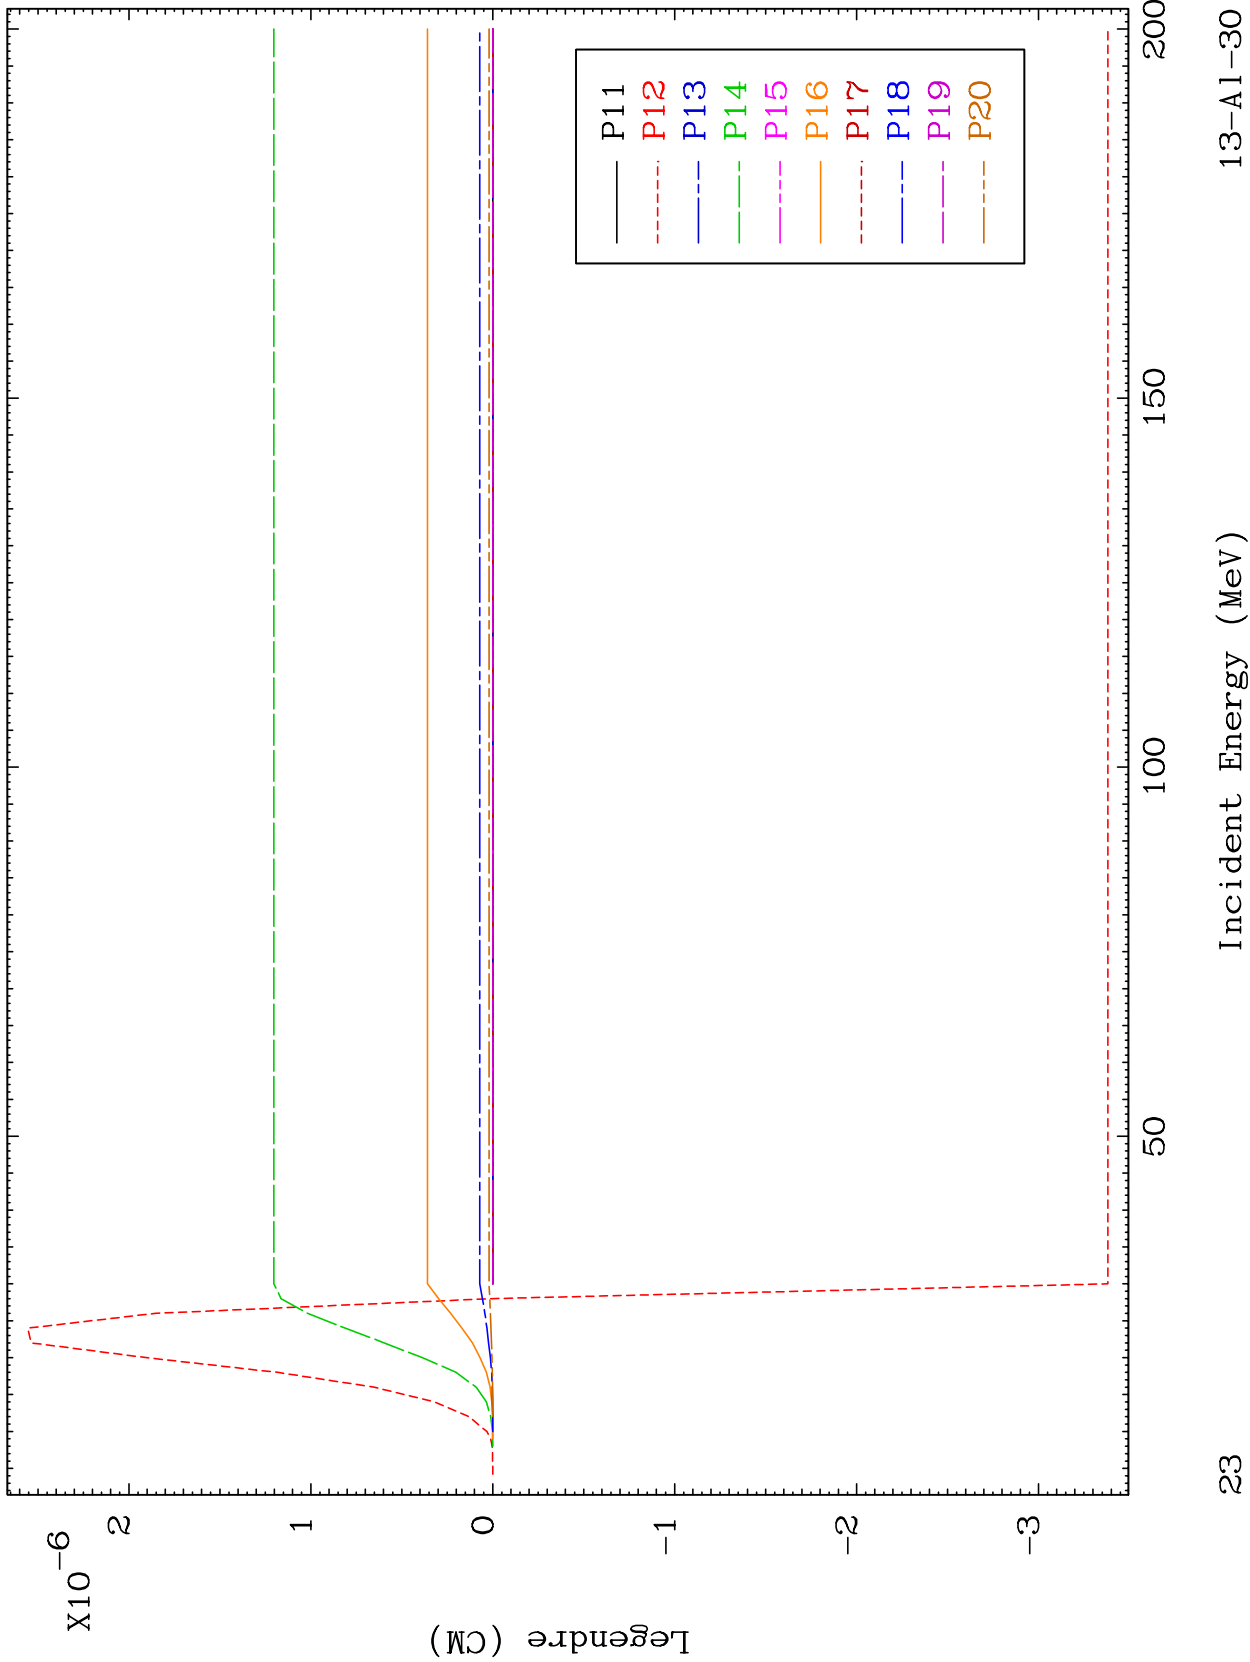 X10-6
2
1
0
-1
-2
-3
Legendre (CM)
P11
P12
P13
P14
P15
P16
P17
P18
P19
P20
50
100
150
200
Incident Energy (MeV)
23
13-Al-30